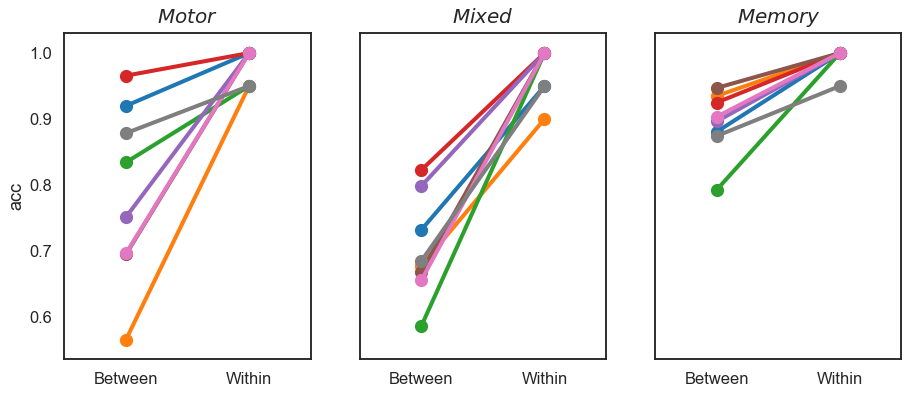 Motor
Mixed
Memory
acc
1.0
0.9
0.8
0.7
0.6
Between
Within
Between
Within
Between
Within